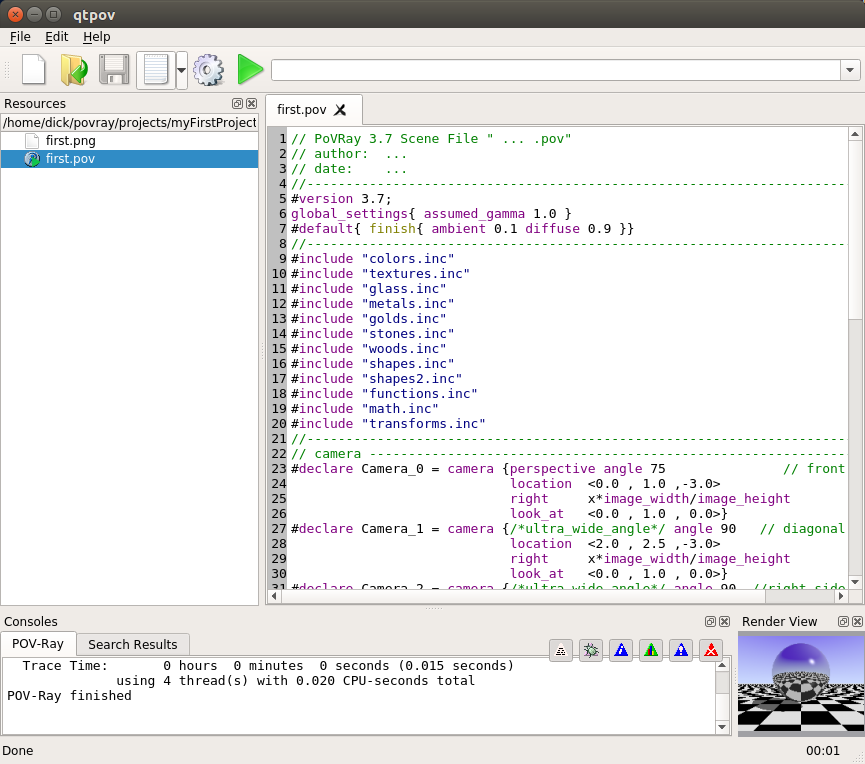 qtpov
File Edit Help
Resources
/home/dick/povray/projects/myFirstProject
first.png
first.pov
first.pov
1 // PoVRay 3.7 Scene File " ... .pov"
2 // author:  ...
3 // date:    ...
4 //---------------------------------------------------------------------
5 #version 3.7;
6 global_settings{ assumed_gamma 1.0 }
7 #default{ finish{ ambient 0.1 diffuse 0.9 }}
8 //---------------------------------------------------------------------
9 #include "colors.inc"
10 #include "textures.inc"
11 #include "glass.inc"
12 #include "metals.inc"
13 #include "golds.inc"
14 #include "stones.inc"
15 #include "woods.inc"
16 #include "shapes.inc"
17 #include "shapes2.inc"
18 #include "functions.inc"
19 #include "math.inc"
20 #include "transforms.inc"
21 //---------------------------------------------------------------------
22 // camera -------------------------------------------------------------
23 #declare Camera_0 = camera {perspective angle 75               // front
24                             location  <0.0 , 1.0 ,-3.0>
25                             right     x*image_width/image_height
26                             look_at   <0.0 , 1.0 , 0.0>}
27 #declare Camera_1 = camera {/*ultra_wide_angle*/ angle 90   // diagonal
28                             location  <2.0 , 2.5 ,-3.0>
29                             right     x*image_width/image_height
30                             look_at   <0.0 , 1.0 , 0.0>}
31 #declare Camera_2 = camera {/*ultra_wide_angle*/ angle 90  //right side
Consoles
POV-Ray
Search Results
Trace Time:       0 hours  0 minutes  0 seconds (0.015 seconds)
using 4 thread(s) with 0.020 CPU-seconds total
POV-Ray finished
Render View
Done
00:01